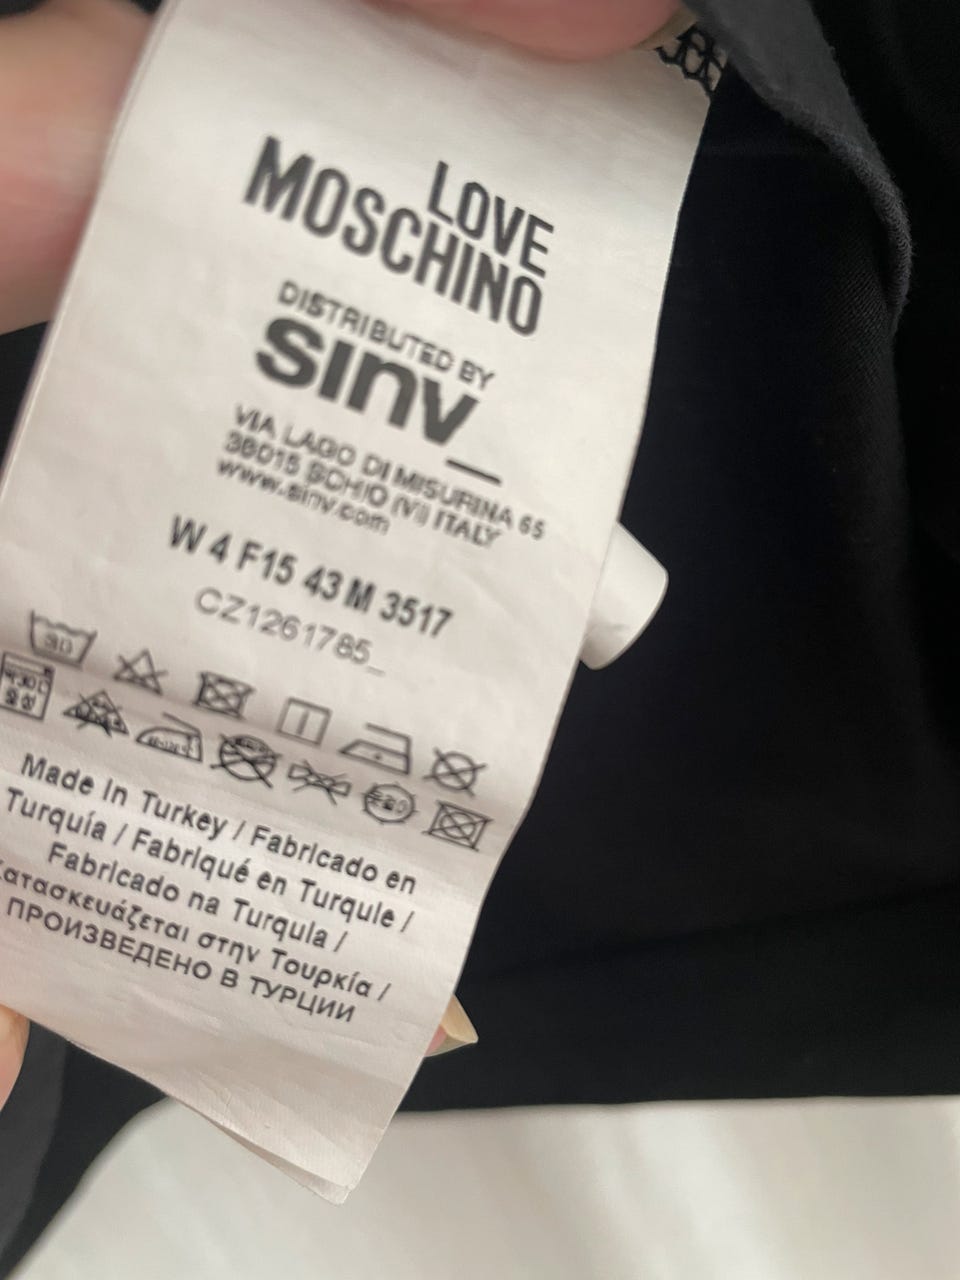 LOVE
MOSCHINO
DISTRIBUTED BY
sinv_
VIA LAGO DI MISURINA 65
36015 SCHIO (VI) ITALY
www.sinv.com
W 4 F15 43 M 3517
CZ1261785_
30
Made in Turkey / Fabricado en
Turquía / Fabriqué en Turquie /
Fabricado na Turquia /
Κατασκευάζεται στην Τουρκία /
ПРОИЗВЕДЕНО В ТУРЦИИ